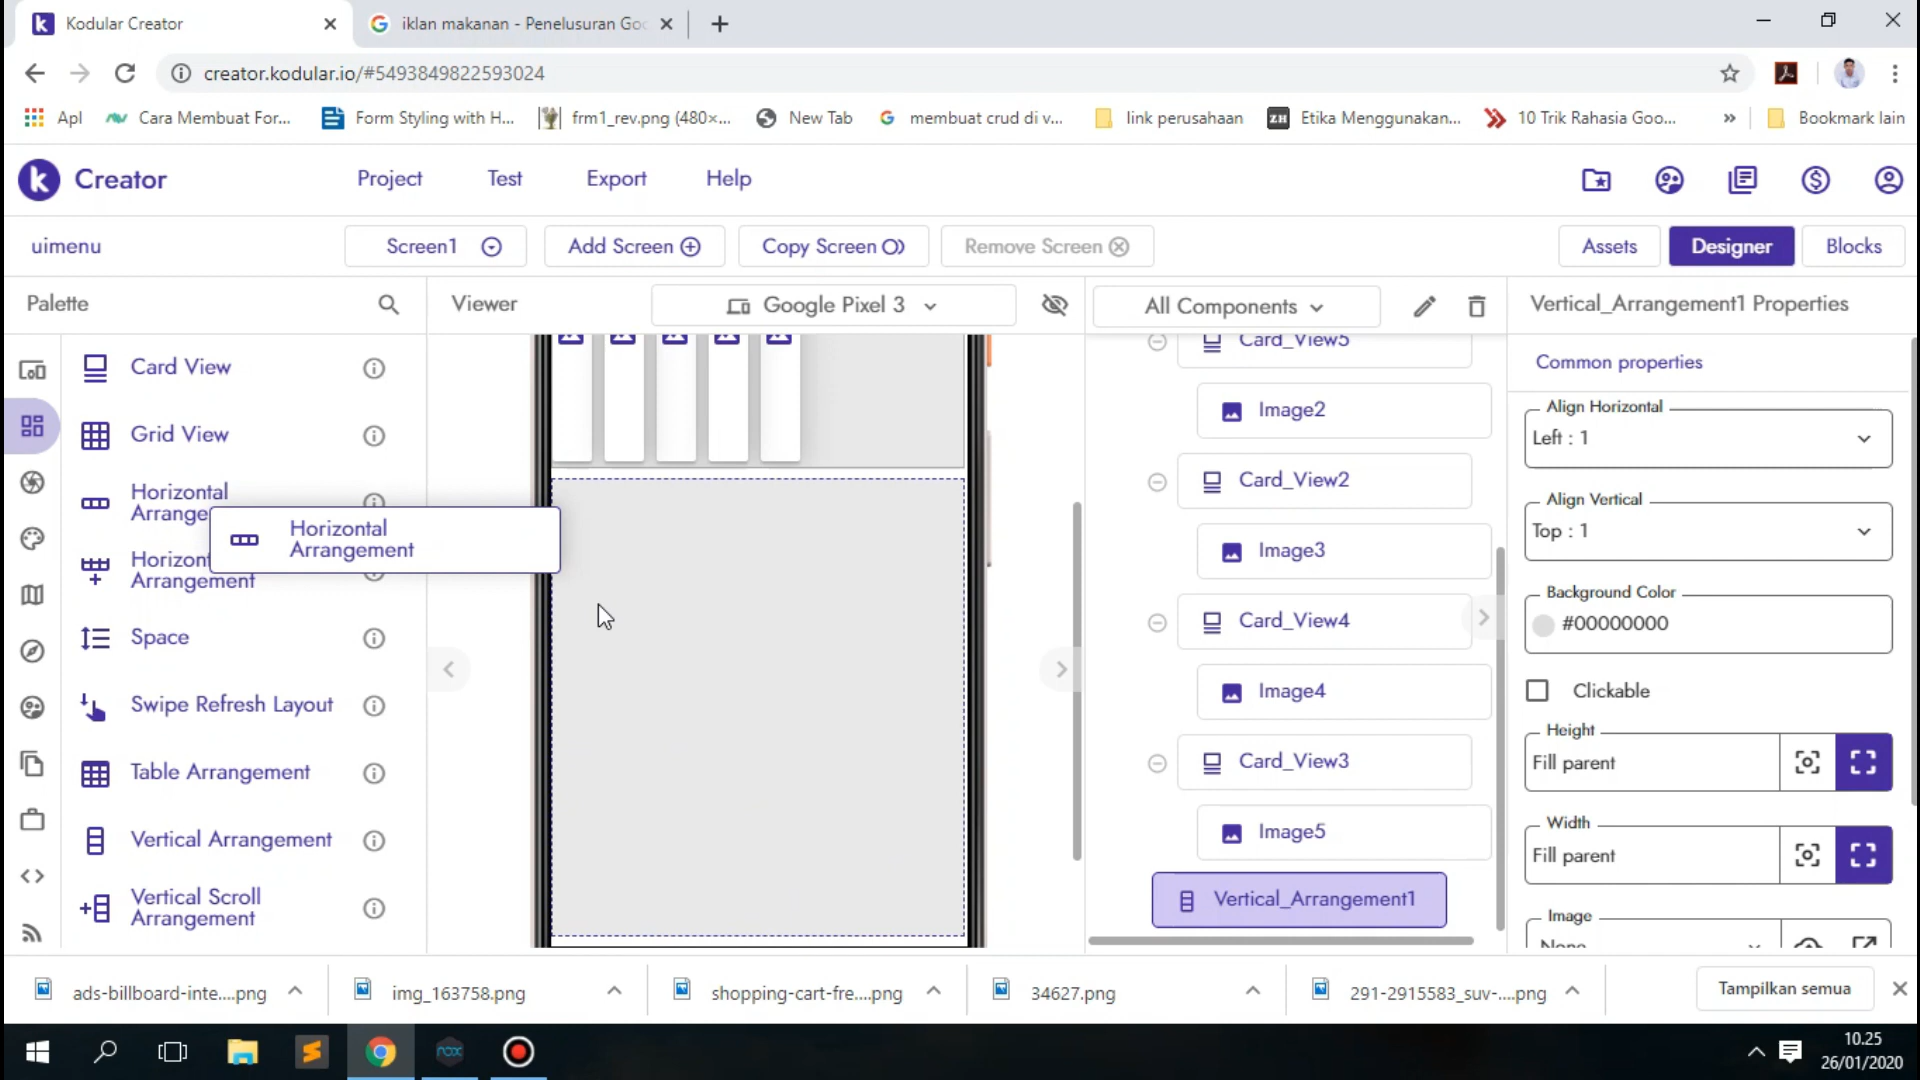 Kodular Creator
iklan makanan - Penelusuran Goo
creator.kodular.io/#5493849822593024
Apl
Cara Membuat For...
Form Styling with H...
frm1_rev.png (480×...
New Tab
membuat crud di v...
link perusahaan
ZH
Etika Menggunakan...
10 Trik Rahasia Goo...
»
Bookmark lain
k
Creator
Project
Test
Export
Help
uimenu
Screen1
Add Screen
Copy Screen
Remove Screen
Assets
Designer
Blocks
Palette
Viewer
Google Pixel 3
All Components
Vertical_Arrangement1 Properties
Card View
Grid View
Horizontal
Arrange
Horizontal
Arrangement
Horizont
Arrangement
Space
Swipe Refresh Layout
Table Arrangement
Vertical Arrangement
Vertical Scroll
Arrangement
Card_View5
Image2
Card_View2
Image3
Card_View4
Image4
Card_View3
Image5
Vertical_Arrangement1
Common properties
Align Horizontal
Left : 1
Align Vertical
Top : 1
Background Color
#00000000
Clickable
Height
Fill parent
Width
Fill parent
Image
None
ads-billboard-inte....png
img_163758.png
shopping-cart-fre....png
34627.png
291-2915583_suv-....png
Tampilkan semua
nox
10.25
26/01/2020